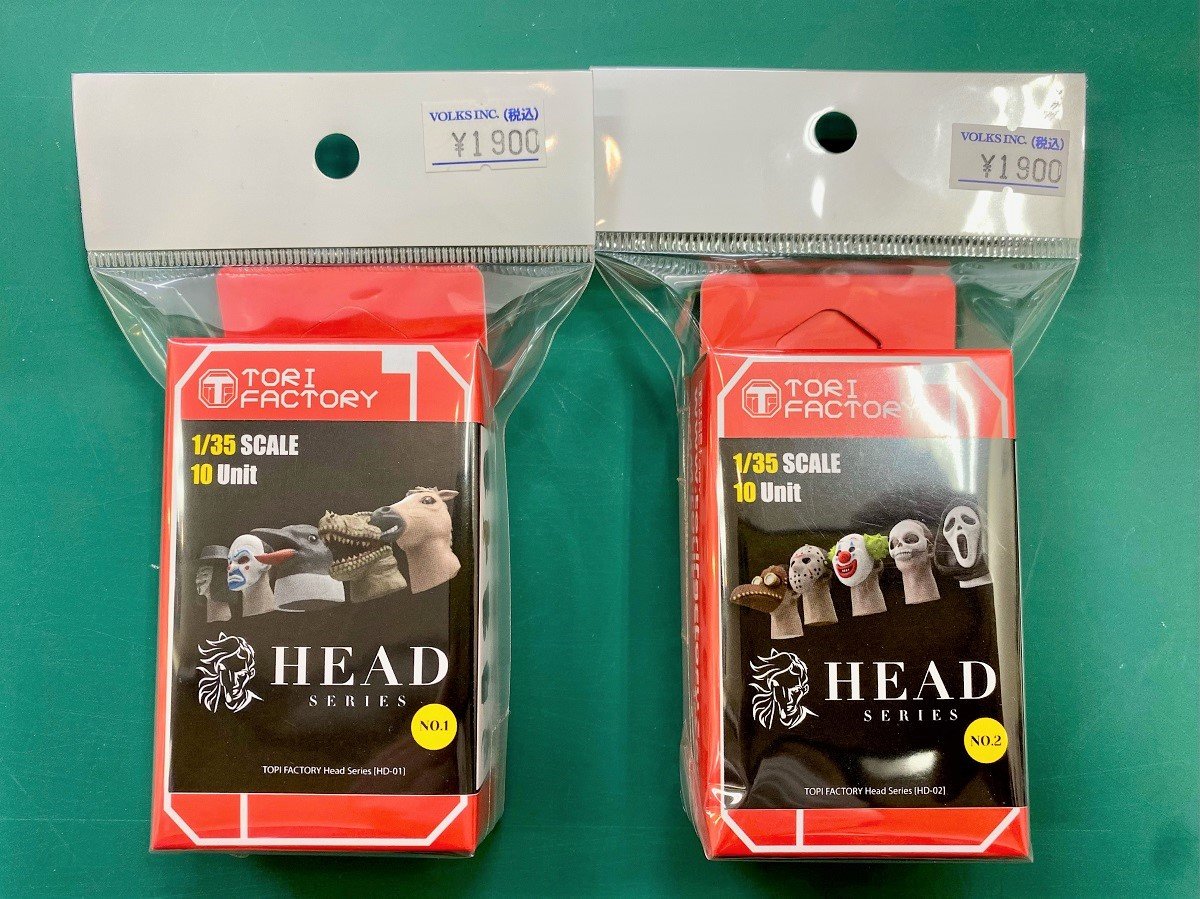 VOLKS INC. (税込)
¥1900
TORI
FACTORY
1/35 SCALE
10 Unit
HEAD
SERIES
NO.1
TOPI FACTORY Head Series [HD-01]
VOLKS INC. (税込)
¥1900
TORI
FACTORY
1/35 SCALE
10 Unit
HEAD
SERIES
NO.2
TOPI FACTORY Head Series [HD-02]